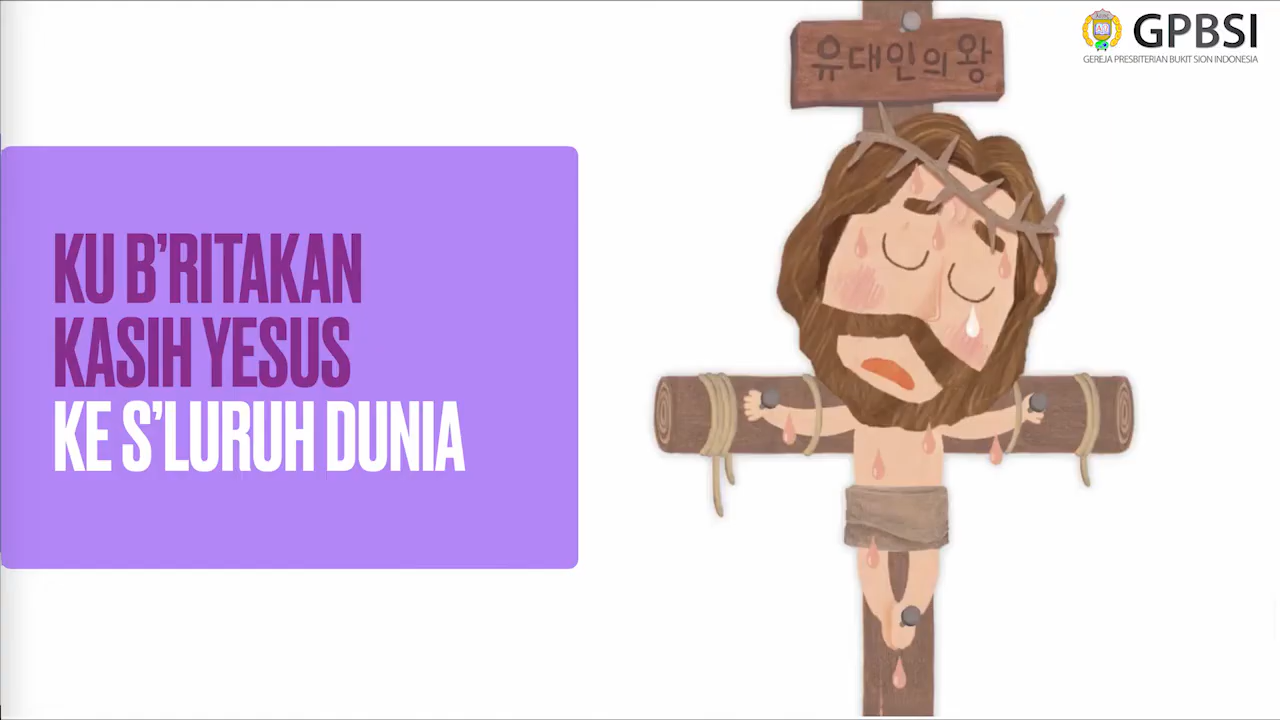 유대인의 왕
GPBSI
GEREJA PRESBITERIAN BUKIT SION INDONESIA
KU B’RITAKAN
KASIH YESUS
KE S’LURUH DUNIA